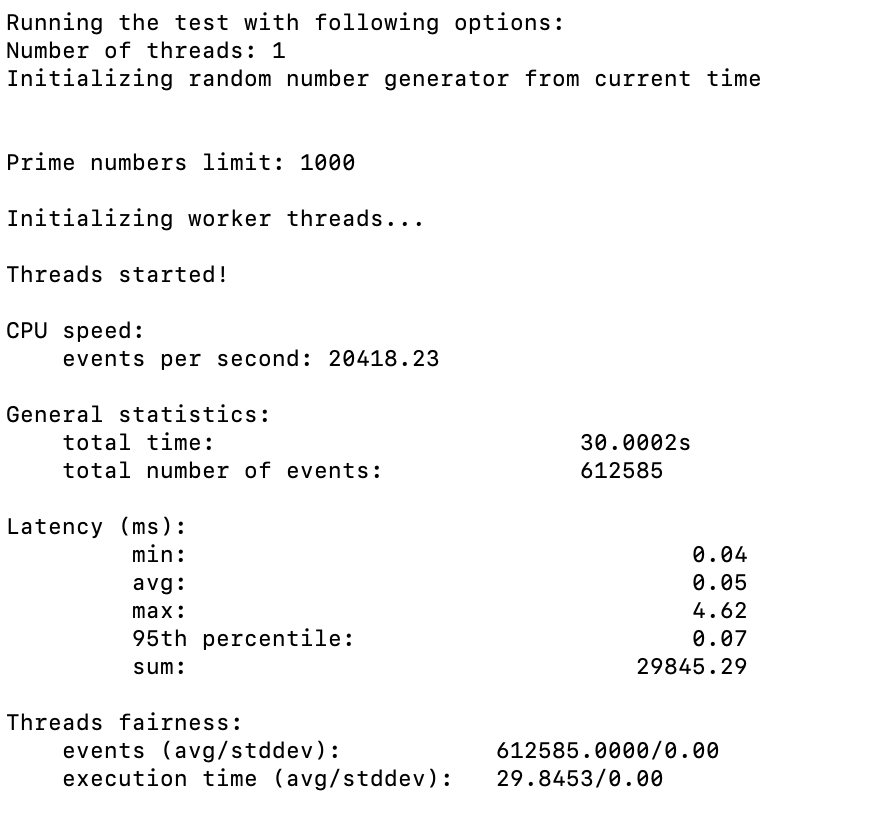 Running the test with following options:
Number of threads: 1
Initializing random number generator from current time
Prime numbers limit: 1000
Initializing worker threads...
Threads started!
CPU speed:
events per second: 20418.23
General statistics:
total time: 30.0002s
total number of events: 612585
Latency (ms):
min: 0.04
avg: 0.05
max: 4.62
95th percentile: 0.07
sum: 29845.29
Threads fairness:
events (avg/stddev): 612585.0000/0.00
execution time (avg/stddev): 29.8453/0.00